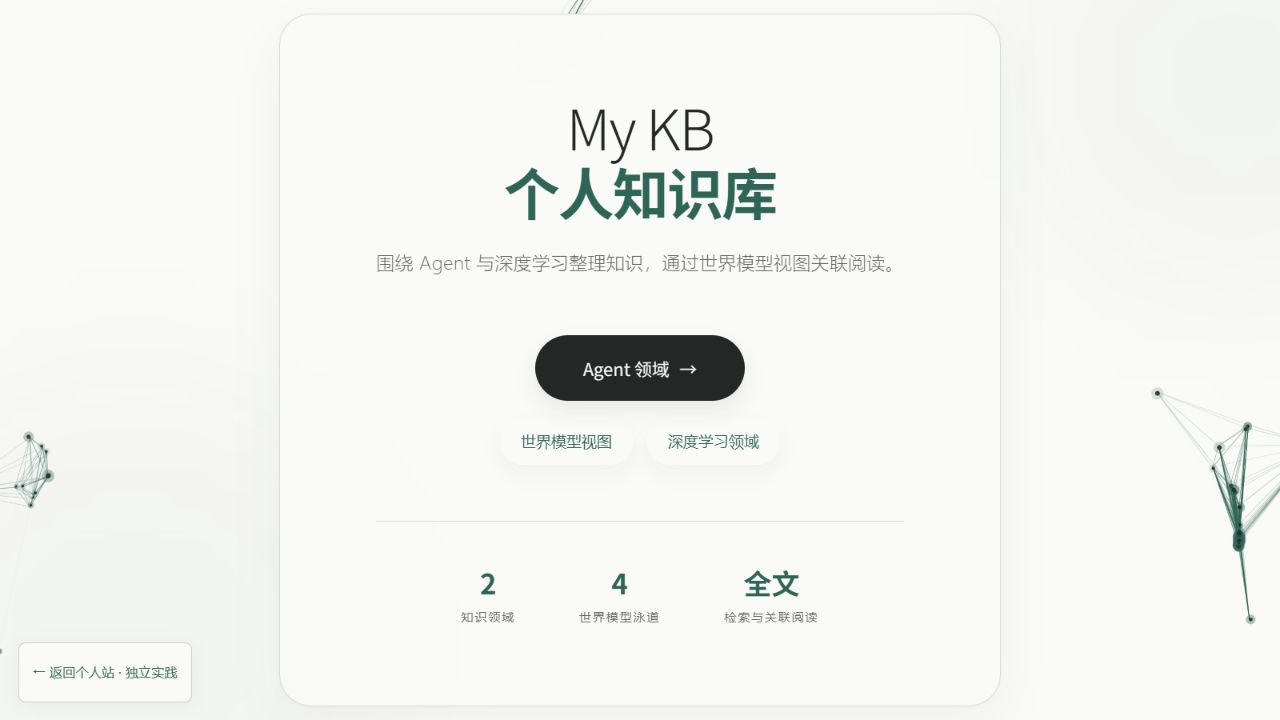 My KB
个人知识库
围绕 Agent 与深度学习整理知识，通过世界模型视图关联阅读。
Agent 领域 →
世界模型视图
深度学习领域
2
知识领域
4
世界模型泳道
全文
检索与关联阅读
← 返回个人站 · 独立实践